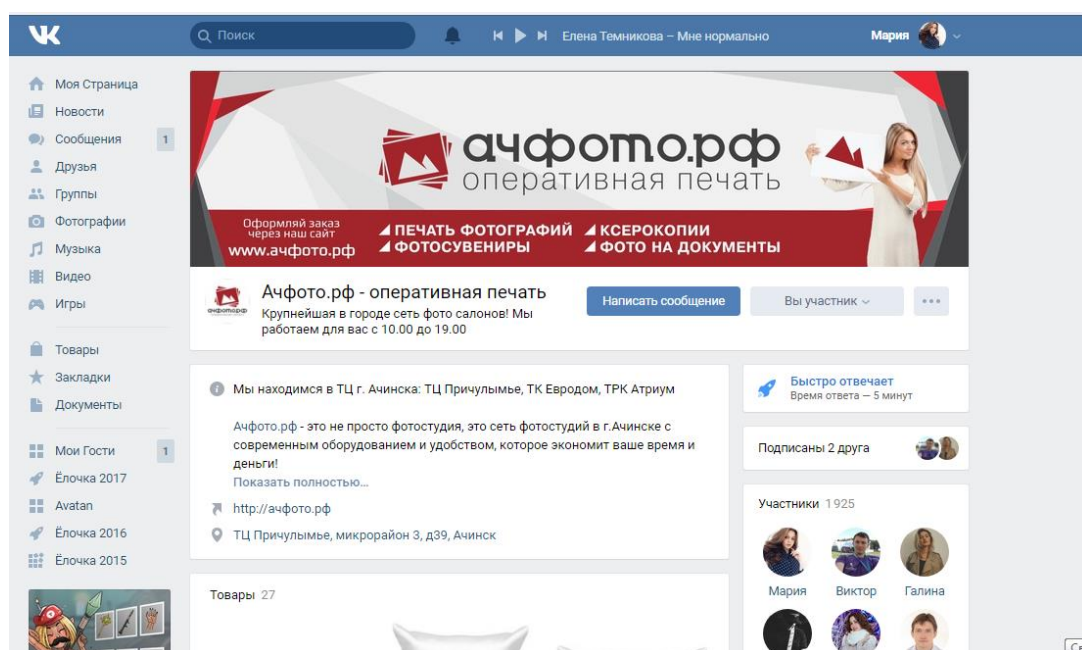 Поиск
Елена Темникова – Мне нормально
Мария
Моя Страница
Новости
Сообщения 1
Друзья
Группы
Фотографии
Музыка
Видео
Игры
Товары
Закладки
Документы
Мои Гости 1
Ёлочка 2017
Avatan
Ёлочка 2016
Ёлочка 2015
ачфото.рф
оперативная печать
Оформляй заказ
через наш сайт
www.ачфото.рф
ПЕЧАТЬ ФОТОГРАФИЙ
ФОТОСУВЕНИРЫ
КСЕРОКОПИИ
ФОТО НА ДОКУМЕНТЫ
ачфото.рф
Ачфото.рф - оперативная печать
Крупнейшая в городе сеть фото салонов! Мы
работаем для вас с 10.00 до 19.00
Написать сообщение
Вы участник
Мы находимся в ТЦ г. Ачинска: ТЦ Причулымье, ТК Евродом, ТРК Атриум
Ачфото.рф - это не просто фотостудия, это сеть фотостудий в г.Ачинске с
современным оборудованием и удобством, которое экономит ваше время и
деньги!
Показать полностью...
http://ачфото.рф
ТЦ Причулымье, микрорайон 3, д39, Ачинск
Товары 27
Быстро отвечает
Время ответа — 5 минут
Подписаны 2 друга
Участники 1 925
Мария
Виктор
Галина